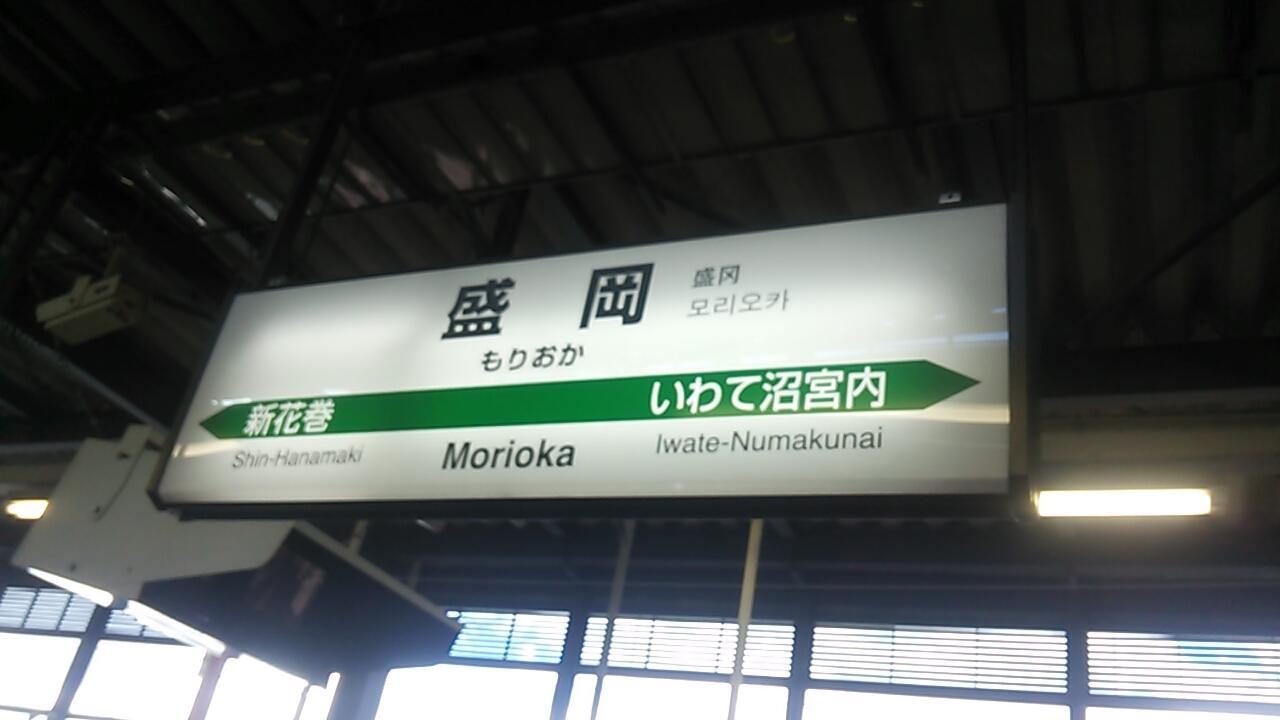 盛岡
盛冈
모리오카
もりおか
新花巻 いわて沼宮内
Shin-Hanamaki Morioka Iwate-Numakunai